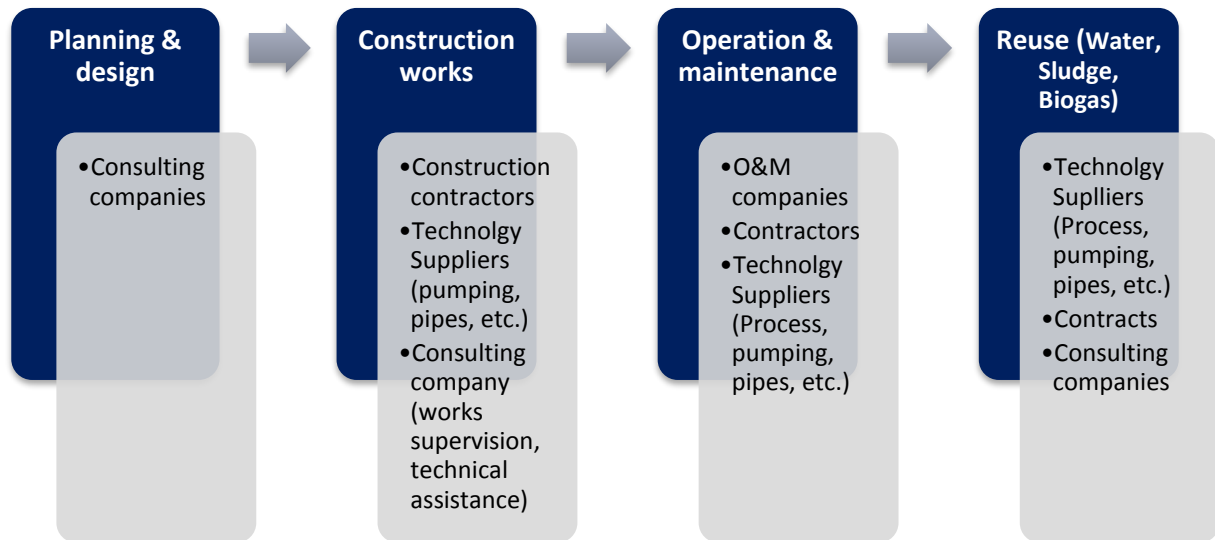 Planning &
design
•Consulting
companies
Construction
works
•Construction
contractors
•Technolgy
Suppliers
(pumping,
pipes, etc.)
•Consulting
company
(works
supervision,
technical
assistance)
Operation &
maintenance
•O&M
companies
•Contractors
•Technolgy
Suppliers
(Process,
pumping,
pipes, etc.)
Reuse (Water,
Sludge,
Biogas)
•Technolgy
Suplliers
(Process,
pumping,
pipes, etc.)
•Contracts
•Consulting
companies